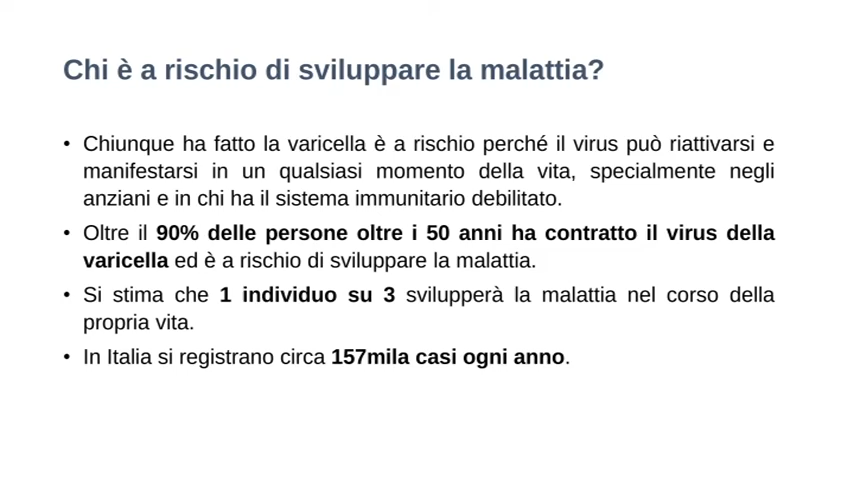 Chi è a rischio di sviluppare la malattia?
• Chiunque ha fatto la varicella è a rischio perché il virus può riattivarsi e
manifestarsi in un qualsiasi momento della vita, specialmente negli
anziani e in chi ha il sistema immunitario debilitato.
• Oltre il 90% delle persone oltre i 50 anni ha contratto il virus della
varicella ed è a rischio di sviluppare la malattia.
• Si stima che 1 individuo su 3 svilupperà la malattia nel corso della
propria vita.
• In Italia si registrano circa 157mila casi ogni anno.